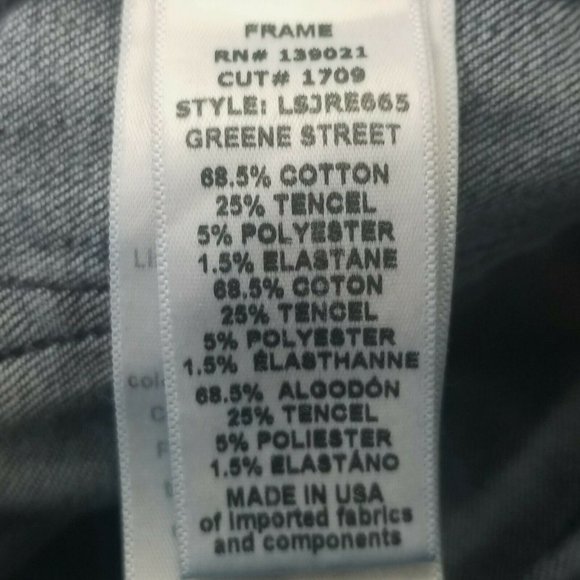 FRAME
RN# 139021
CUT# 1709
STYLE: LSJRE665
GREENE STREET
68.5% COTTON
25% TENCEL
5% POLYESTER
1.5% ELASTANE
68.5% COTON
25% TENCEL
5% POLYESTER
1.5% ÉLASTHANNE
68.5% ALGODÓN
25% TENCEL
5% POLIESTER
1.5% ELASTÁNO
MADE IN USA
of imported fabrics
and components